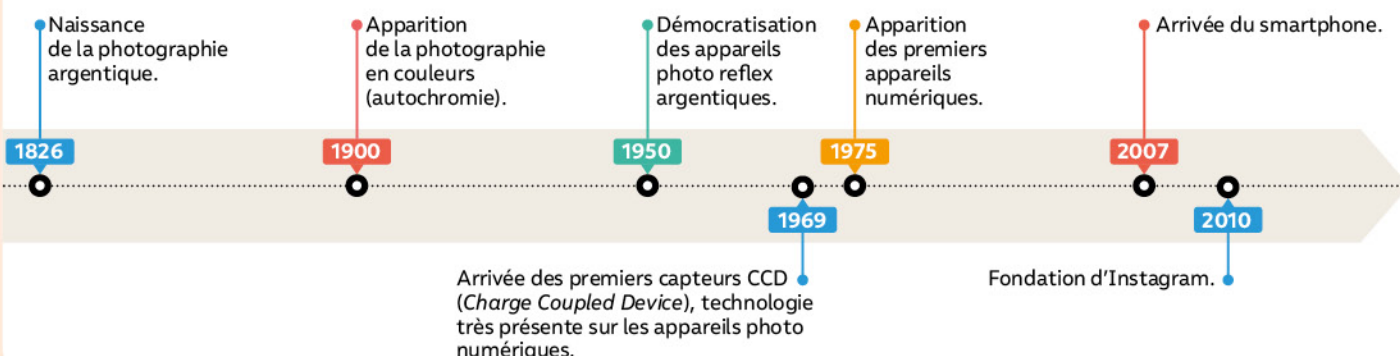 Naissance
de la photographie
argentique.
Apparition
de la photographie
en couleurs
(autochromie).
Démocratisation
des appareils
photo reflex
argentiques.
Apparition
des premiers
appareils
numériques.
Arrivée du smartphone.
1826
1900
1950
1975
2007
1969
2010
Arrivée des premiers capteurs CCD
(Charge Coupled Device), technologie
très présente sur les appareils photo
numériques.
Fondation d’Instagram.